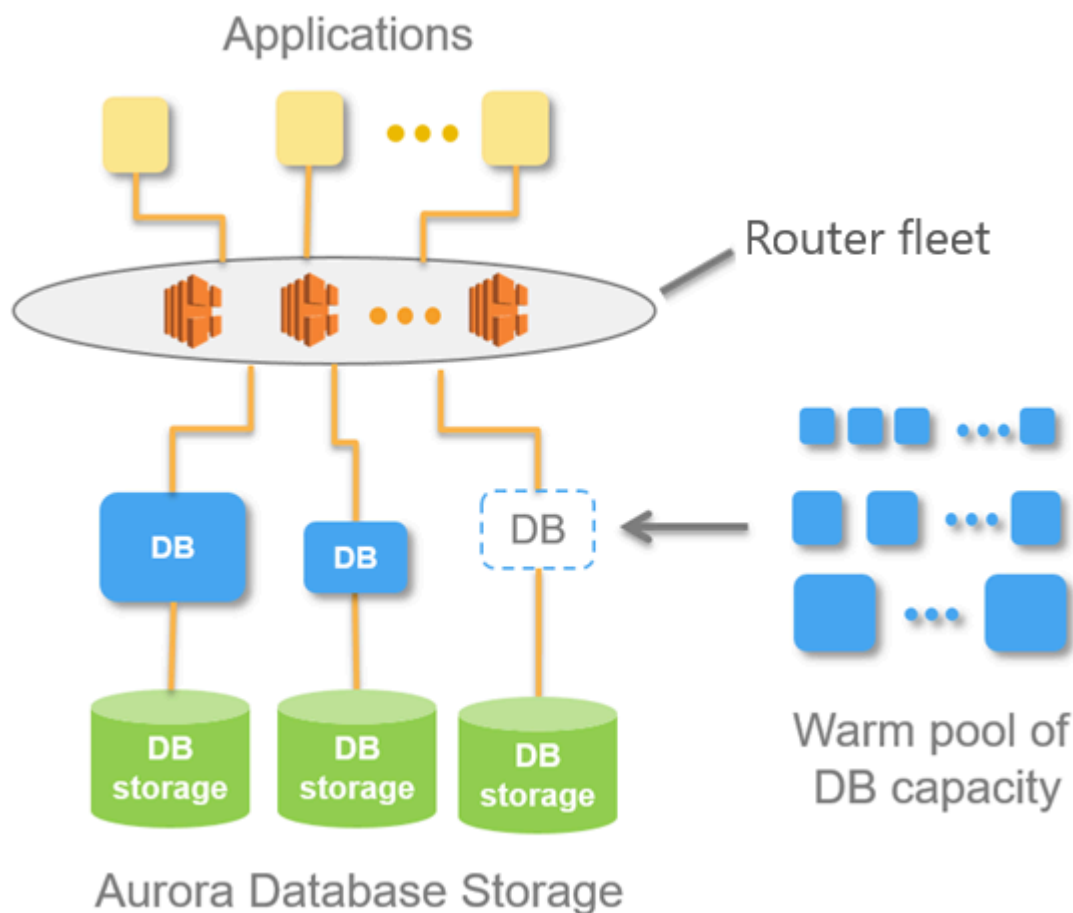 Applications
Router fleet
DB
DB
DB
DB
storage
DB
storage
DB
storage
Warm pool of
DB capacity
Aurora Database Storage